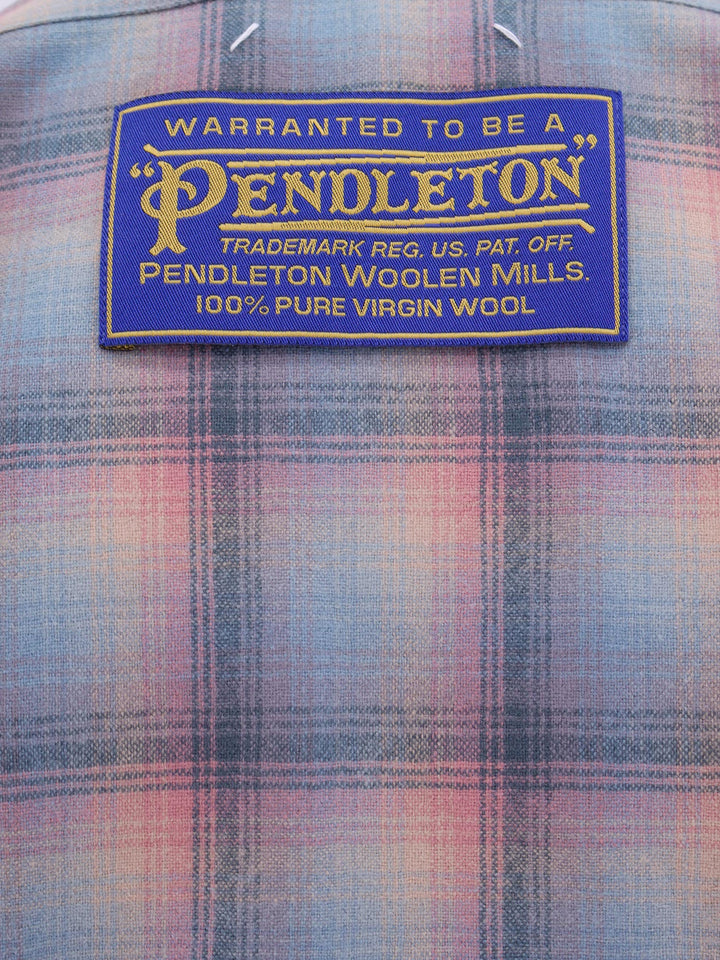 WARRANTED TO BE A
"PENDLETON"
TRADEMARK REG. US. PAT. OFF.
PENDLETON WOOLEN MILLS.
100% PURE VIRGIN WOOL